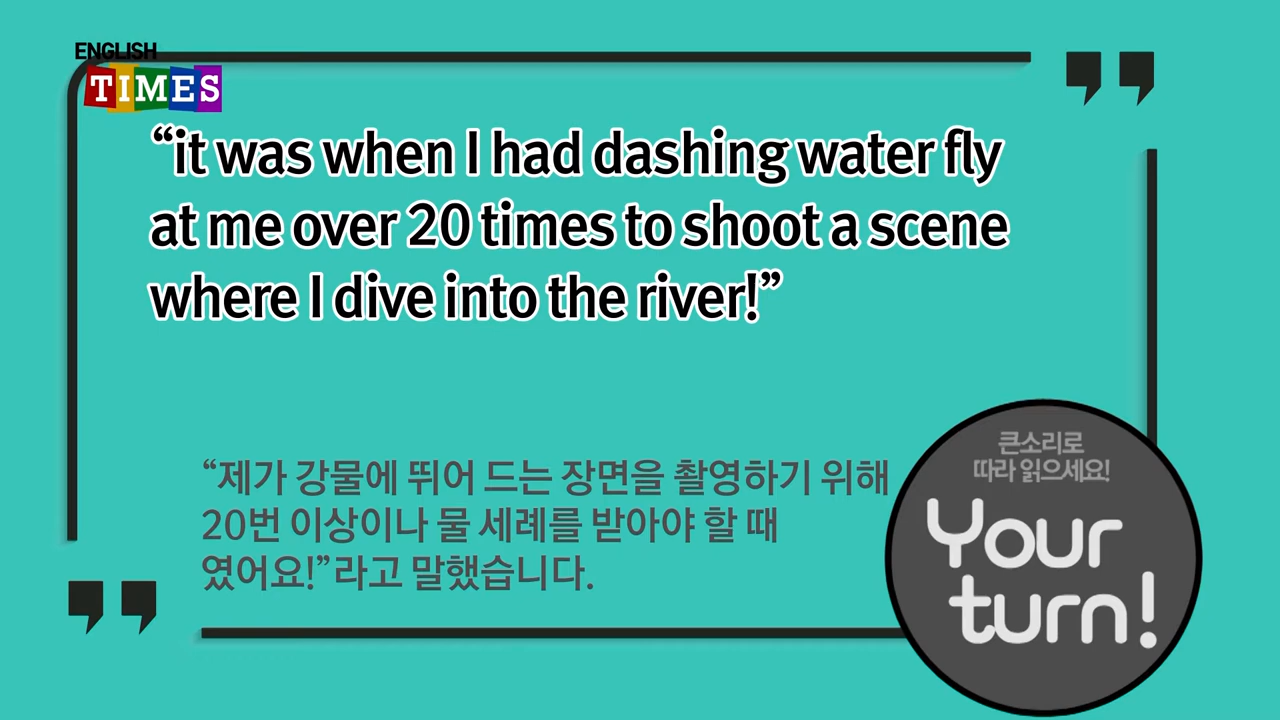 ENGLISH
TIMES
“it was when I had dashing water fly
at me over 20 times to shoot a scene
where I dive into the river!”
“제가 강물에 뛰어 드는 장면을 촬영하기 위해
20번 이상이나 물 세례를 받아야 할 때
였어요!”라고 말했습니다.
큰소리로
따라 읽으세요!
Your
turn!